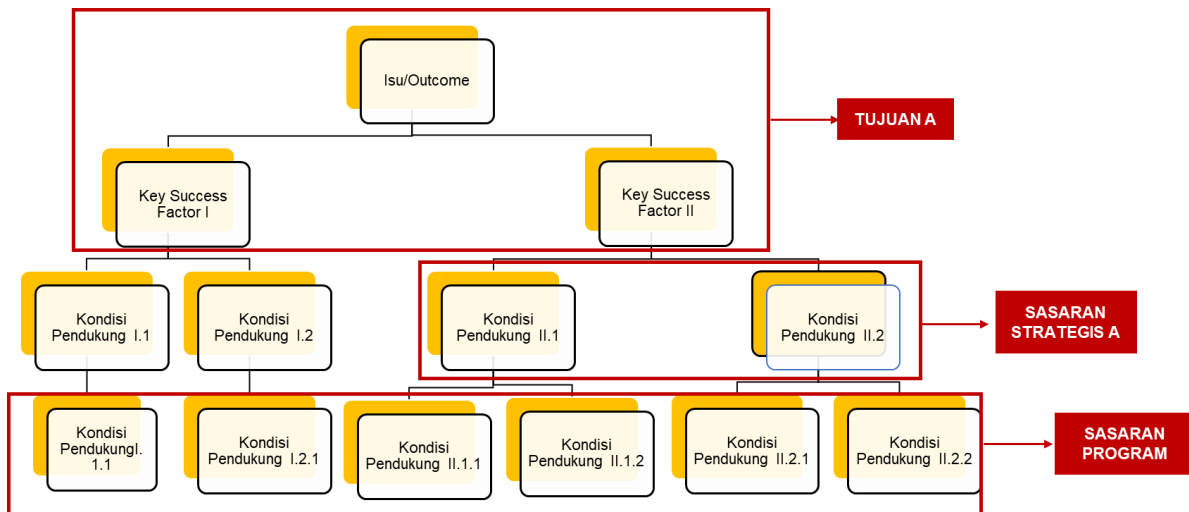 Isu/Outcome
TUJUAN A
Key Success
Factor I
Key Success
Factor II
Kondisi
Pendukung I.1
Kondisi
Pendukung I.2
Kondisi
Pendukung II.1
Kondisi
Pendukung II.2
SASARAN
STRATEGIS A
Kondisi
PendukungI.
1.1
Kondisi
Pendukung I.2.1
Kondisi
Pendukung II.1.1
Kondisi
Pendukung II.1.2
Kondisi
Pendukung II.2.1
Kondisi
Pendukung II.2.2
SASARAN
PROGRAM